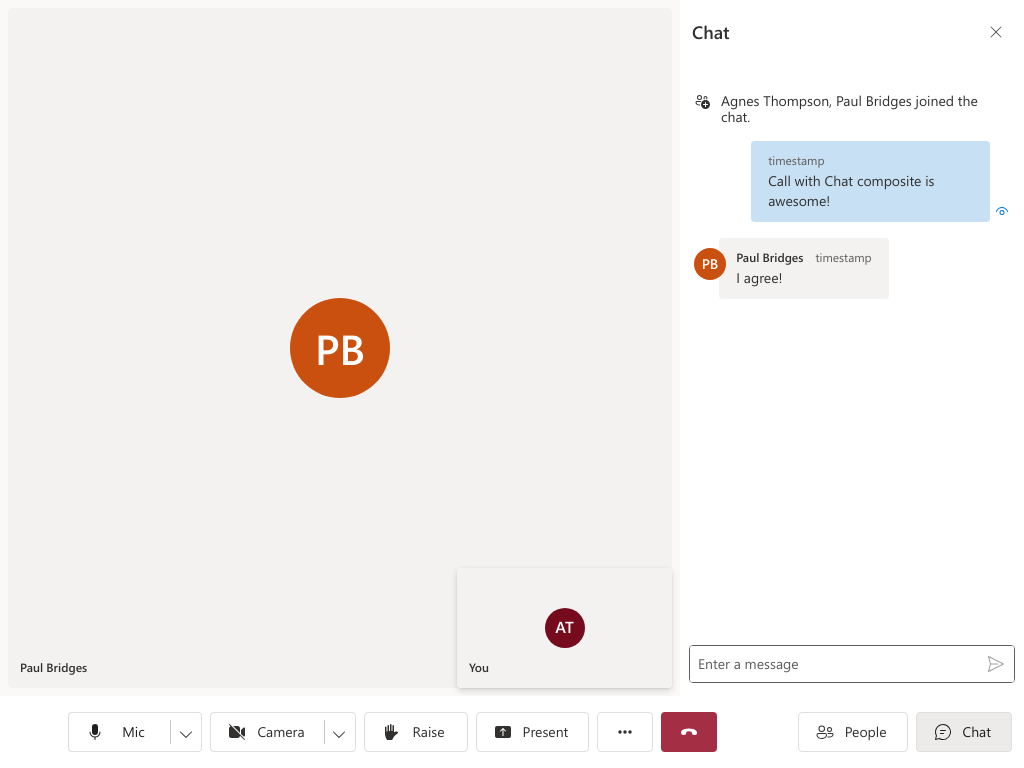 Chat
Agnes Thompson, Paul Bridges joined the
chat.
timestamp
Call with Chat composite is
awesome!
PB
Paul Bridges timestamp
I agree!
PB
AT
Paul Bridges
You
Enter a message
Mic
Camera
Raise
Present
People
Chat